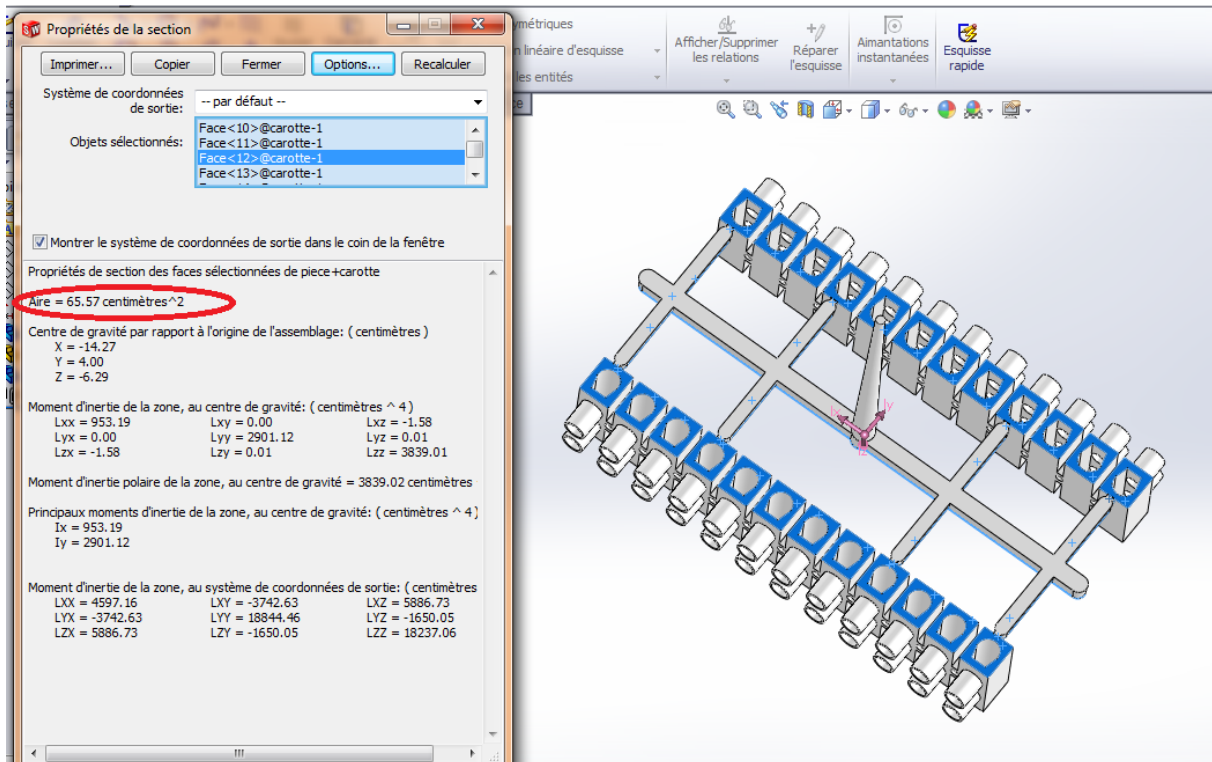 Propriétés de la section
Imprimer... Copier Fermer Options... Recalculer
Système de coordonnées
de sortie:
-- par défaut --
Objets sélectionnés:
Face<10>@carotte-1
Face<11>@carotte-1
Face<12>@carotte-1
Face<13>@carotte-1
Montrer le système de coordonnées de sortie dans le coin de la fenêtre
Propriétés de section des faces sélectionnées de piece+carotte
Aire = 65.57 centimètres^2
Centre de gravité par rapport à l'origine de l'assemblage: ( centimètres )
X = -14.27
Y = 4.00
Z = -6.29
Moment d'inertie de la zone, au centre de gravité: ( centimètres ^ 4 )
Lxx = 953.19 Lxy = 0.00 Lxz = -1.58
Lyx = 0.00 Lyy = 2901.12 Lyz = 0.01
Lzx = -1.58 Lzy = 0.01 Lzz = 3839.01
Moment d'inertie polaire de la zone, au centre de gravité = 3839.02 centimètres
Principaux moments d'inertie de la zone, au centre de gravité: ( centimètres ^ 4 )
Ix = 953.19
Iy = 2901.12
Moment d'inertie de la zone, au système de coordonnées de sortie: ( centimètres
LXX = 4597.16 LXY = -3742.63 LXZ = 5886.73
LYX = -3742.63 LYY = 18844.46 LYZ = -1650.05
LZX = 5886.73 LZY = -1650.05 LZZ = 18237.06
ymétriques
n linéaire d'esquisse
les entités
Afficher/Supprimer
les relations
Réparer
l'esquisse
Aimantations
instantanées
Esquisse
rapide
Ix
Iy
Iz